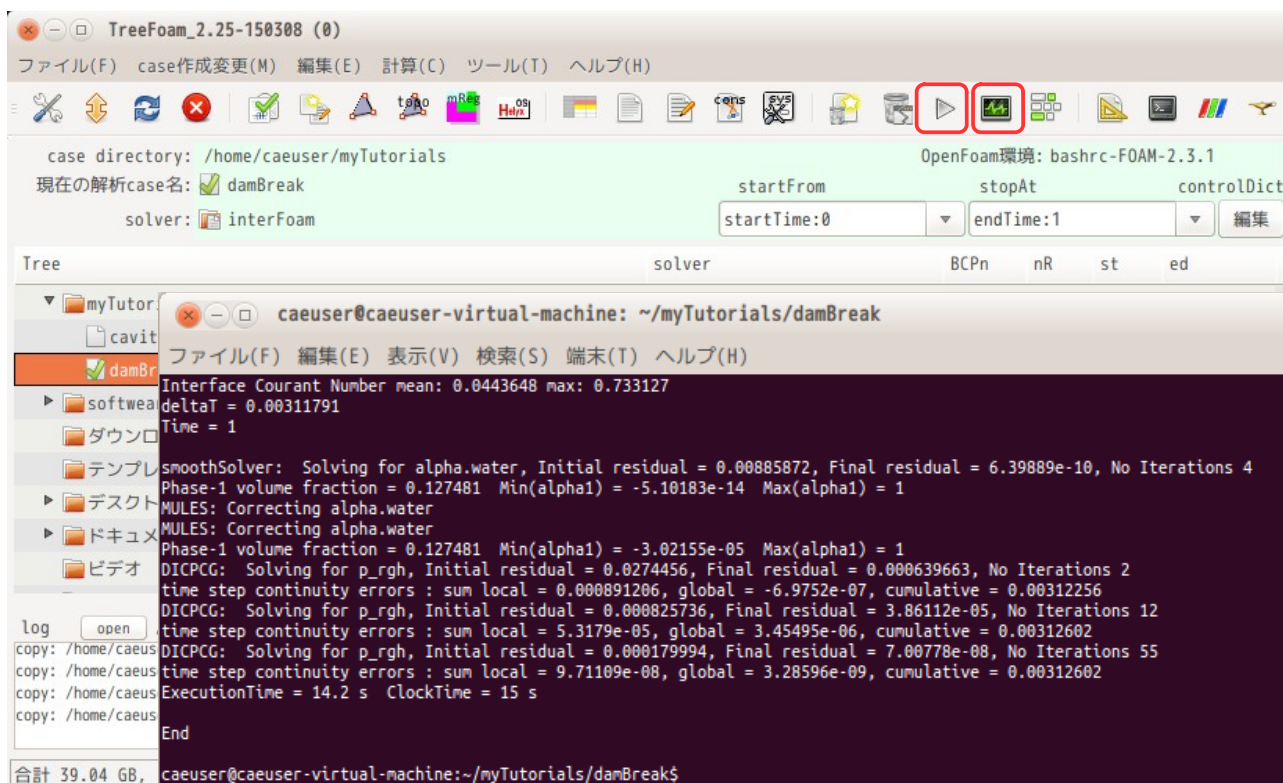 TreeFoam_2.25-150308 (0)
ファイル(F) case作成変更(M) 編集(E) 計算(C) ツール(T) ヘルプ(H)
topo mReg Helyx OS cons sys
case directory: /home/caeuser/myTutorials OpenFoam環境: bashrc-FOAM-2.3.1
現在の解析case名: damBreak startFrom stopAt controlDict
solver: interFoam startTime:0 endTime:1 編集
Tree solver BCPn nR st ed
myTutor
cavit
damBr
softwea
ダウンロ
テンプレ
デスクト
ドキュメ
ビデオ
log open
copy: /home/caeus
copy: /home/caeus
copy: /home/caeus
copy: /home/caeus
合計 39.04 GB,
caeuser@caeuser-virtual-machine: ~/myTutorials/damBreak
ファイル(F) 編集(E) 表示(V) 検索(S) 端末(T) ヘルプ(H)
Interface Courant Number mean: 0.0443648 max: 0.733127
deltaT = 0.00311791
Time = 1
smoothSolver:  Solving for alpha.water, Initial residual = 0.00885872, Final residual = 6.39889e-10, No Iterations 4
Phase-1 volume fraction = 0.127481  Min(alpha1) = -5.10183e-14  Max(alpha1) = 1
MULES: Correcting alpha.water
MULES: Correcting alpha.water
Phase-1 volume fraction = 0.127481  Min(alpha1) = -3.02155e-05  Max(alpha1) = 1
DICPCG:  Solving for p_rgh, Initial residual = 0.0274456, Final residual = 0.000639663, No Iterations 2
time step continuity errors : sum local = 0.000891206, global = -6.9752e-07, cumulative = 0.00312256
DICPCG:  Solving for p_rgh, Initial residual = 0.000825736, Final residual = 3.86112e-05, No Iterations 12
time step continuity errors : sum local = 5.3179e-05, global = 3.45495e-06, cumulative = 0.00312602
DICPCG:  Solving for p_rgh, Initial residual = 0.000179994, Final residual = 7.00778e-08, No Iterations 55
time step continuity errors : sum local = 9.71109e-08, global = 3.28596e-09, cumulative = 0.00312602
ExecutionTime = 14.2 s  ClockTime = 15 s
End
caeuser@caeuser-virtual-machine:~/myTutorials/damBreak$